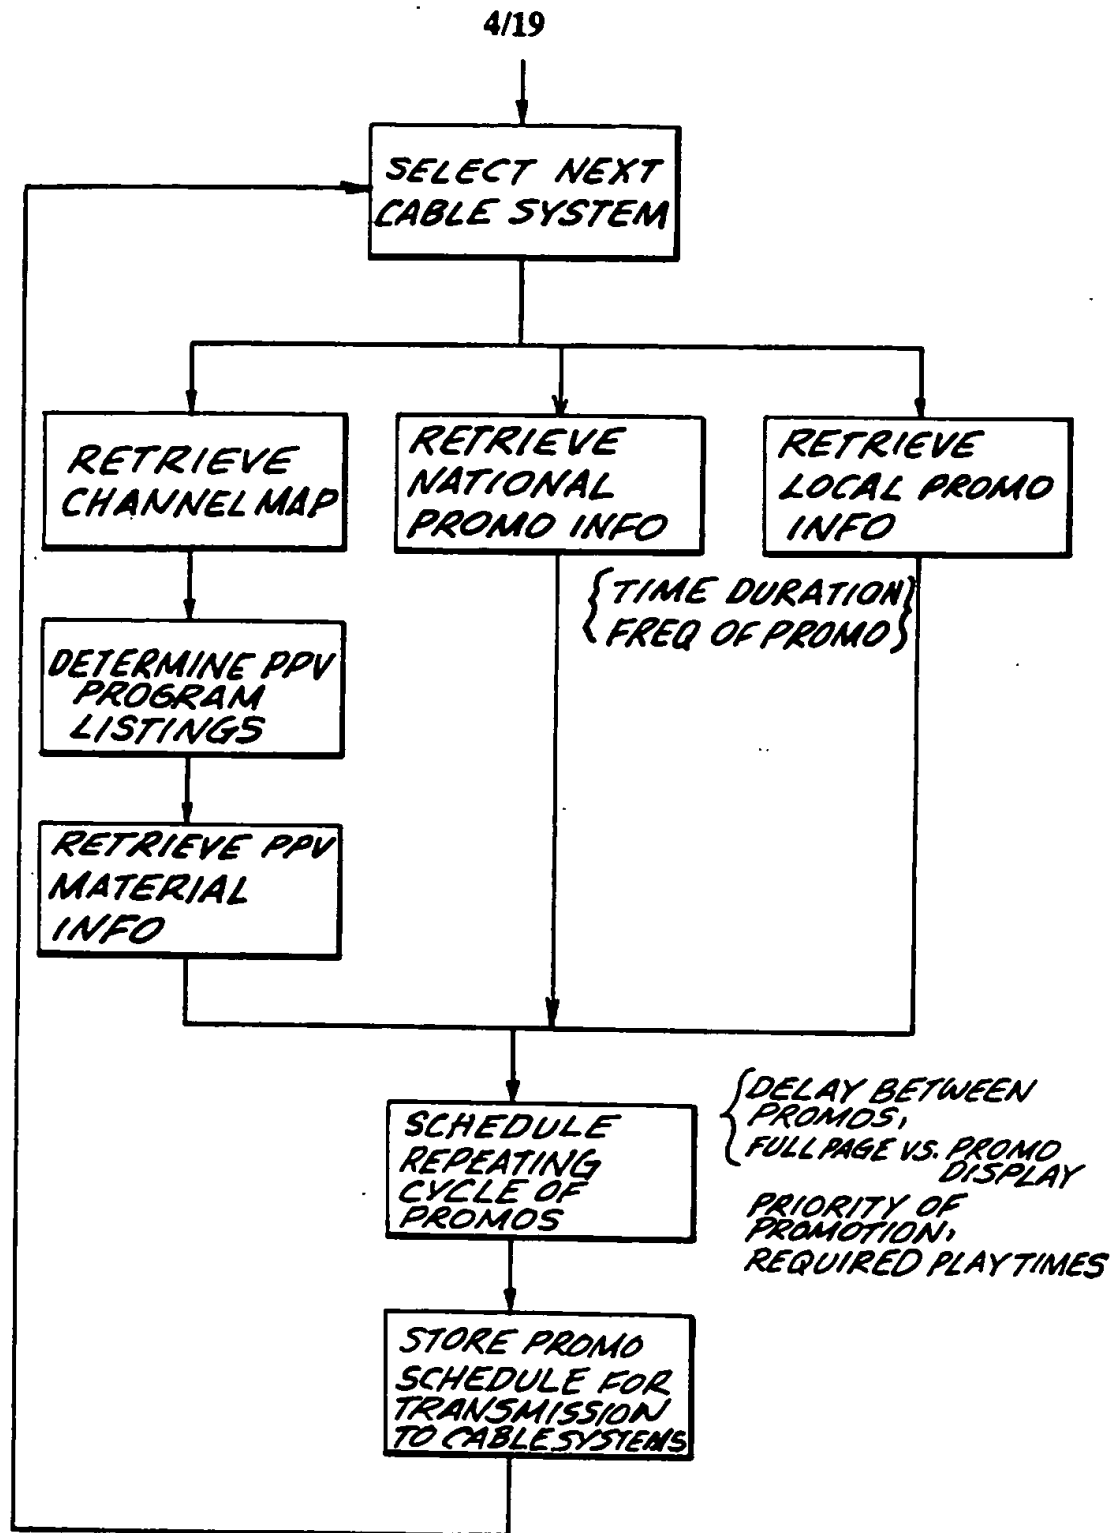 4/19
SELECT NEXT
CABLE SYSTEM
RETRIEVE
CHANNEL MAP
RETRIEVE
NATIONAL
PROMO INFO
RETRIEVE
LOCAL PROMO
INFO
{TIME DURATION}
{FREQ OF PROMO}
DETERMINE PPV
PROGRAM
LISTINGS
RETRIEVE PPV
MATERIAL
INFO
SCHEDULE
REPEATING
CYCLE OF
PROMOS
DELAY BETWEEN
PROMOS,
FULL PAGE VS. PROMO
DISPLAY
PRIORITY OF
PROMOTION,
REQUIRED PLAYTIMES
STORE PROMO
SCHEDULE FOR
TRANSMISSION
TO CABLE SYSTEMS